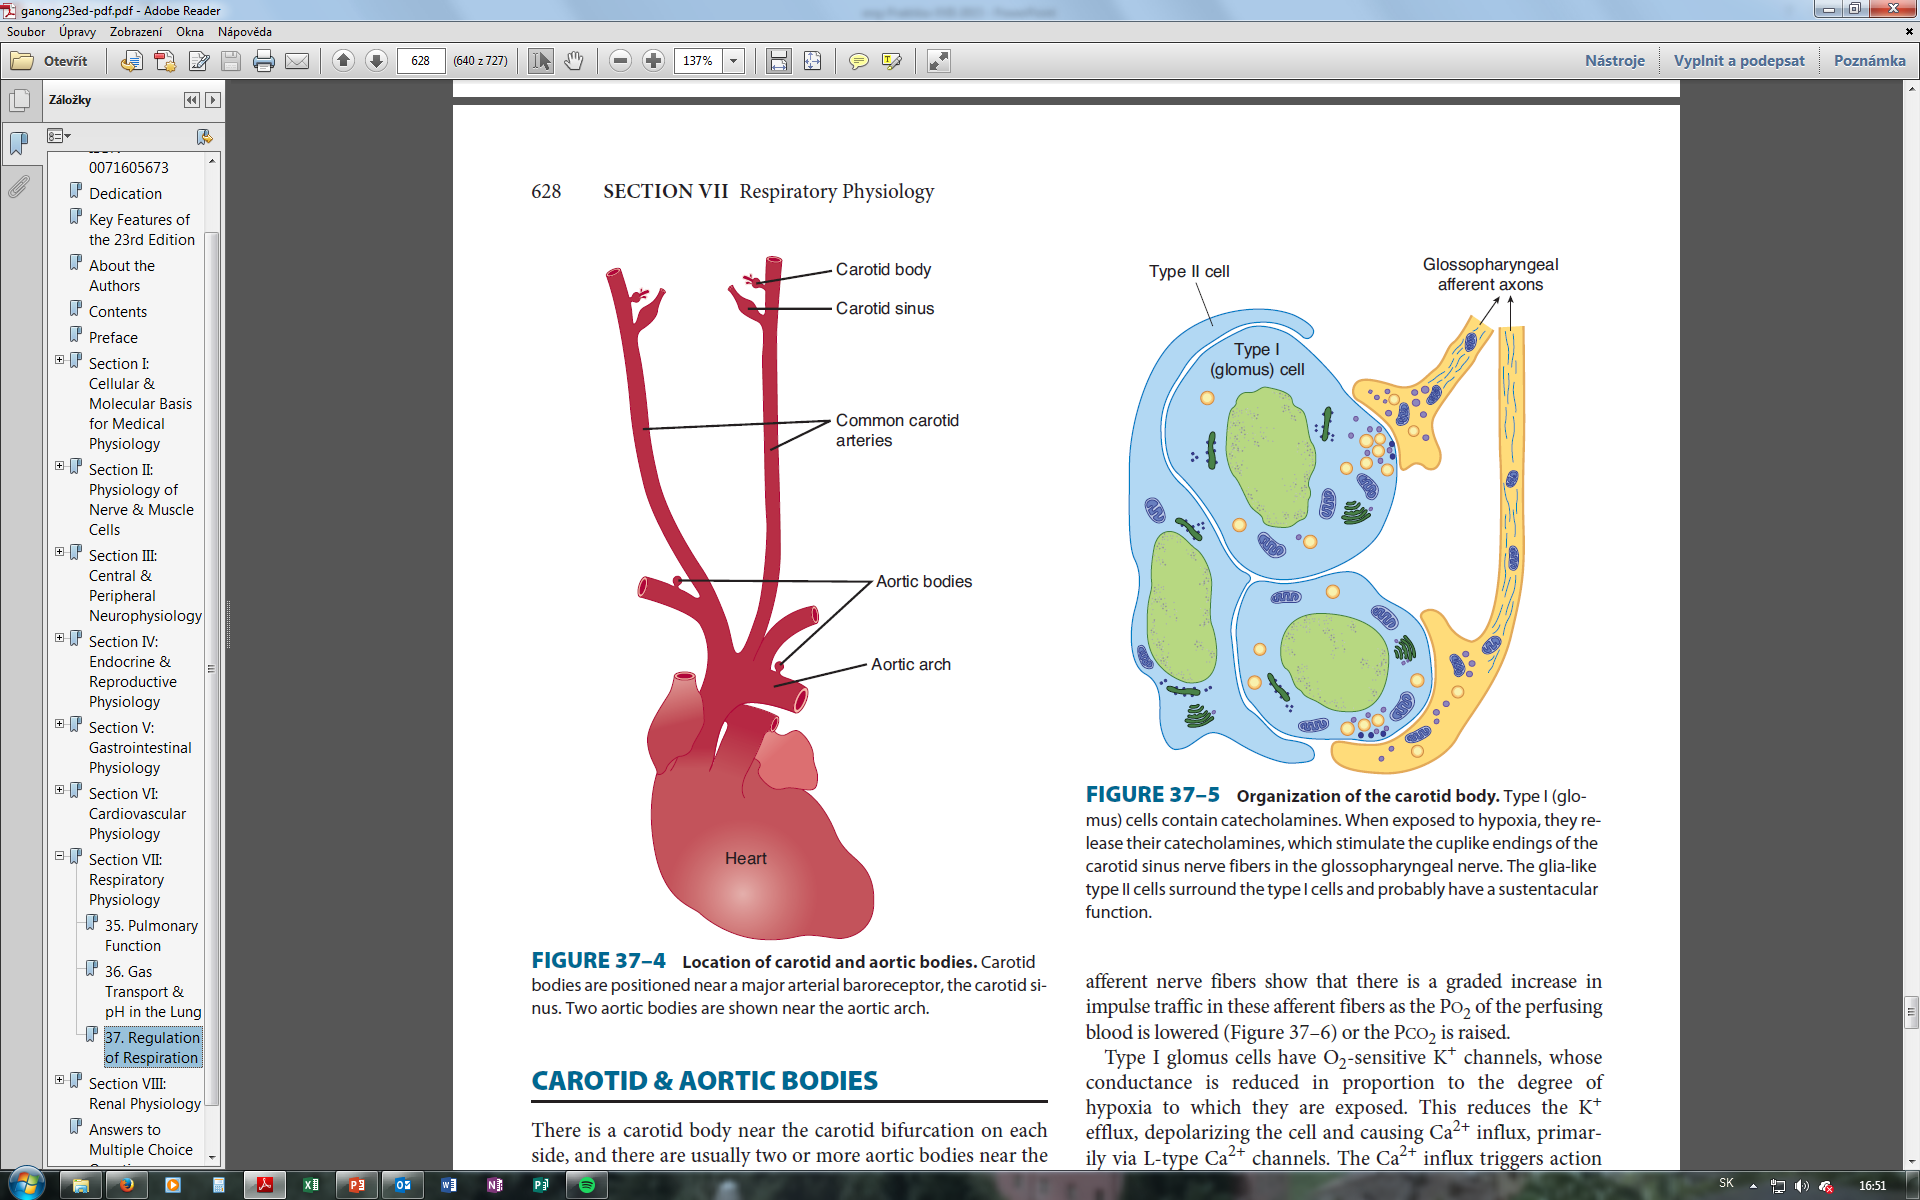 ganong23ed-pdf.pdf - Adobe Reader
Soubor Úpravy Zobrazení Okna Nápověda
Otevřít
628 (640 z 727)
137%
Nástroje Vyplnit a podepsat Poznámka
Záložky
0071605673
Dedication
Key Features of
the 23rd Edition
About the
Authors
Contents
Preface
Section I:
Cellular &
Molecular Basis
for Medical
Physiology
Section II:
Physiology of
Nerve & Muscle
Cells
Section III:
Central &
Peripheral
Neurophysiology
Section IV:
Endocrine &
Reproductive
Physiology
Section V:
Gastrointestinal
Physiology
Section VI:
Cardiovascular
Physiology
Section VII:
Respiratory
Physiology
35. Pulmonary
Function
36. Gas
Transport &
pH in the Lung
37. Regulation
of Respiration
Section VIII:
Renal Physiology
Answers to
Multiple Choice
628 SECTION VII Respiratory Physiology
Carotid body
Carotid sinus
Common carotid
arteries
Aortic bodies
Aortic arch
Heart
FIGURE 37–4 Location of carotid and aortic bodies. Carotid
bodies are positioned near a major arterial baroreceptor, the carotid si-
nus. Two aortic bodies are shown near the aortic arch.
CAROTID & AORTIC BODIES
There is a carotid body near the carotid bifurcation on each
side, and there are usually two or more aortic bodies near the
Type II cell
Glossopharyngeal
afferent axons
Type I
(glomus) cell
FIGURE 37–5 Organization of the carotid body. Type I (glo-
mus) cells contain catecholamines. When exposed to hypoxia, they re-
lease their catecholamines, which stimulate the cuplike endings of the
carotid sinus nerve fibers in the glossopharyngeal nerve. The glia-like
type II cells surround the type I cells and probably have a sustentacular
function.
afferent nerve fibers show that there is a graded increase in
impulse traffic in these afferent fibers as the PO2 of the perfusing
blood is lowered (Figure 37–6) or the PCO2 is raised.
Type I glomus cells have O2-sensitive K+ channels, whose
conductance is reduced in proportion to the degree of
hypoxia to which they are exposed. This reduces the K+
efflux, depolarizing the cell and causing Ca2+ influx, primar-
ily via L-type Ca2+ channels. The Ca2+ influx triggers action
SK 16:51